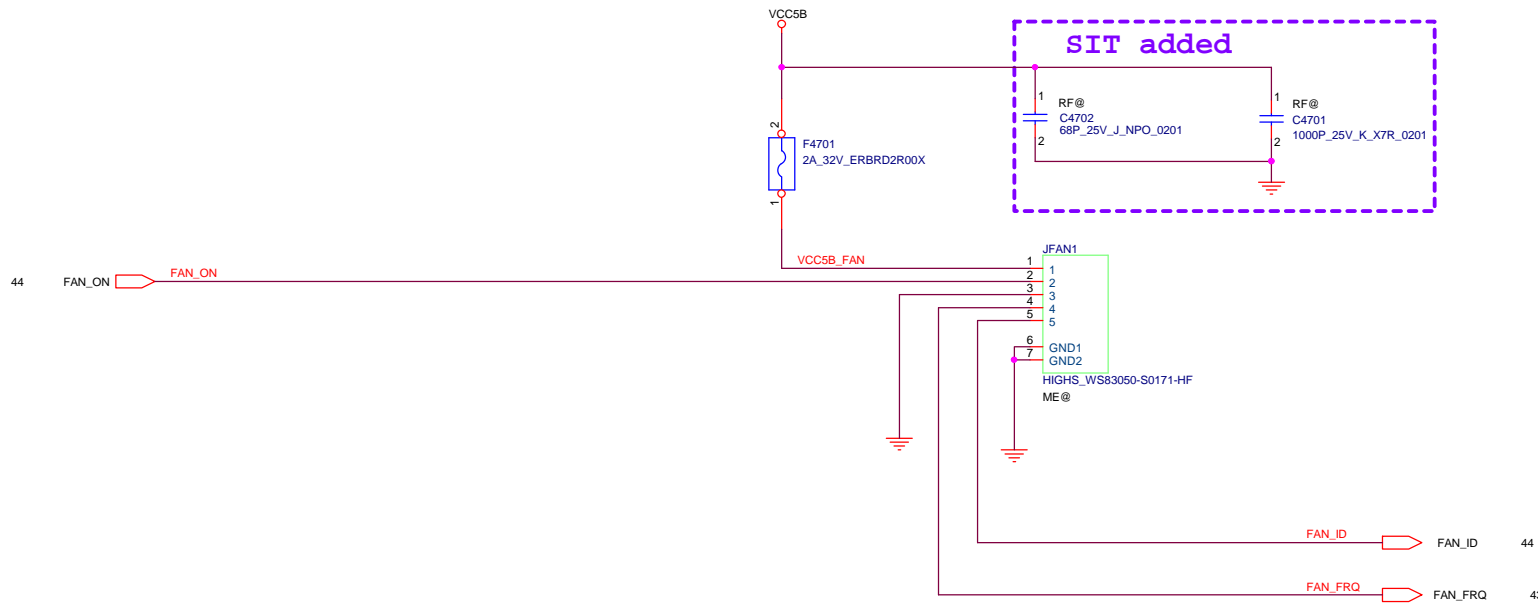 VCC5B
SIT added
1
RF@
C4702
68P_25V_J_NPO_0201
2
1
RF@
C4701
1000P_25V_K_X7R_0201
2
2
F4701
2A_32V_ERBRD2R00X
1
JFAN1
VCC5B_FAN
1 1
44 FAN_ON FAN_ON
2 2
3 3
4 4
5 5
6 GND1
7 GND2
HIGHS_WS83050-S0171-HF
ME@
FAN_ID FAN_ID 44
FAN_FRQ FAN_FRQ